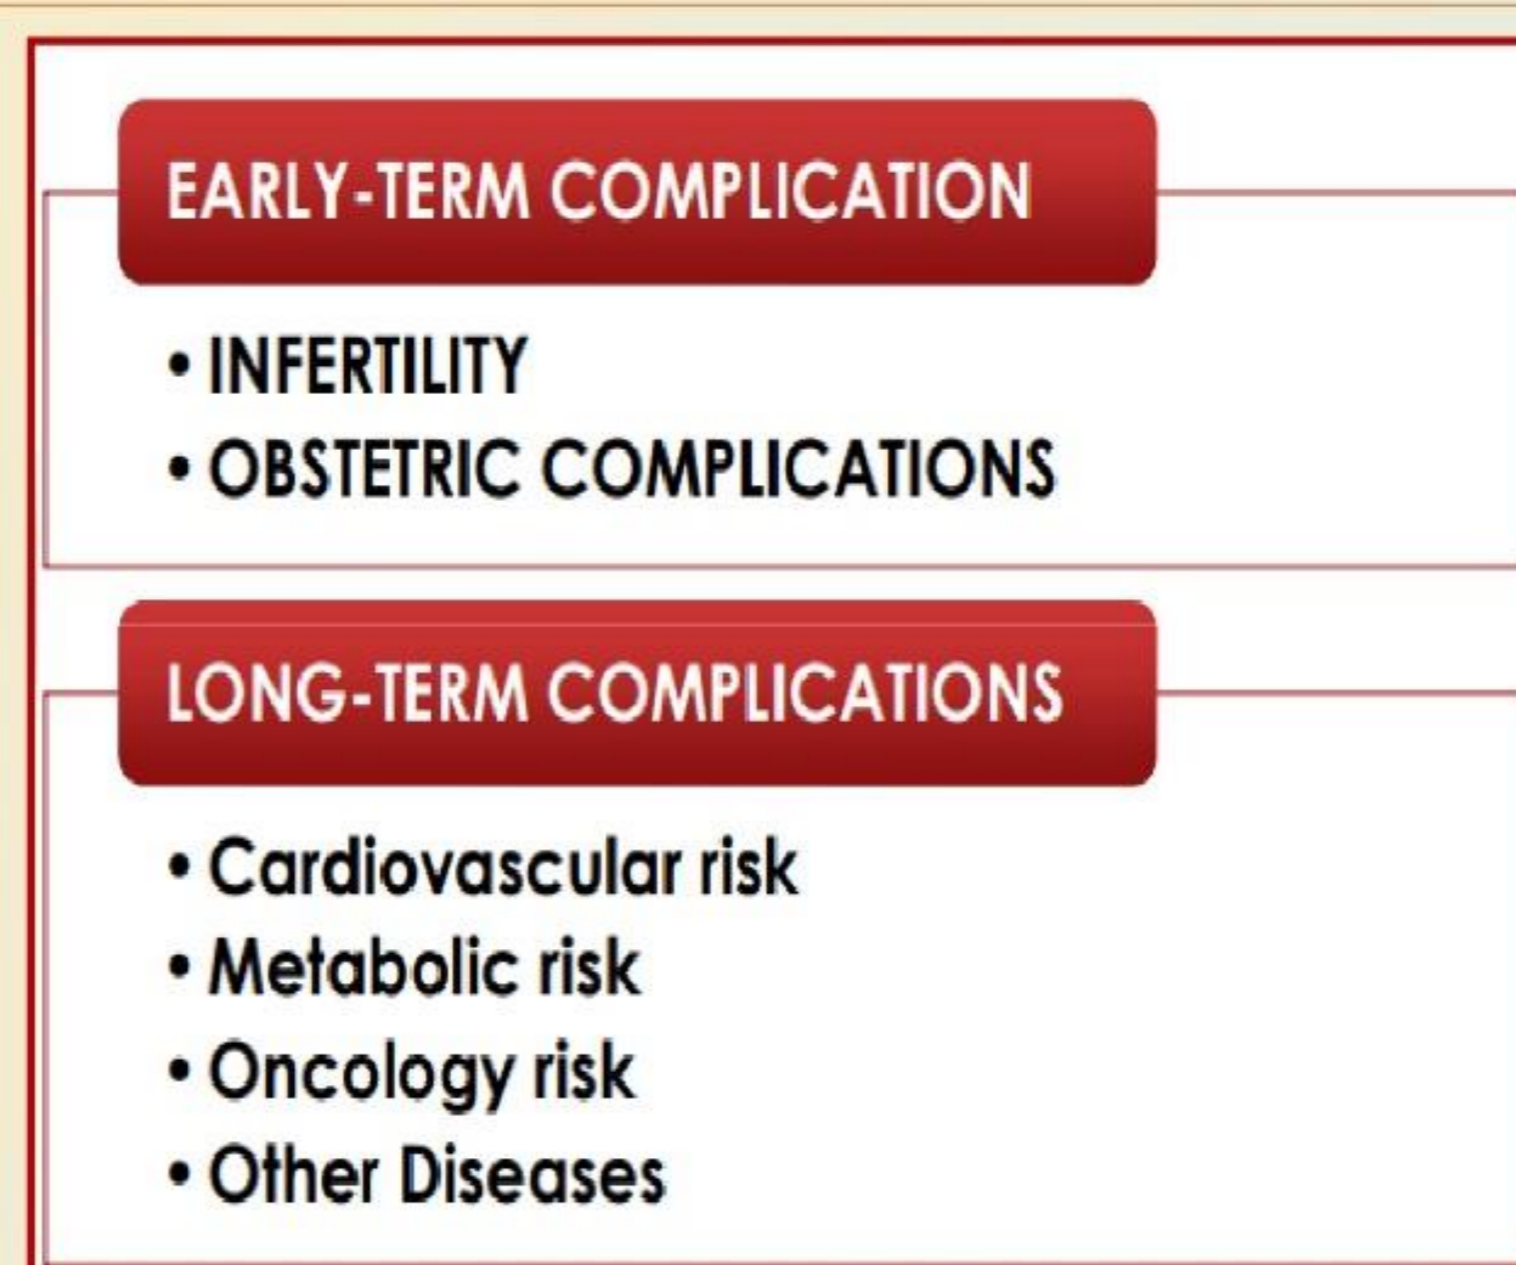 EARLY-TERM COMPLICATION
• INFERTILITY
• OBSTETRIC COMPLICATIONS
LONG-TERM COMPLICATIONS
• Cardiovascular risk
• Metabolic risk
• Oncology risk
• Other Diseases